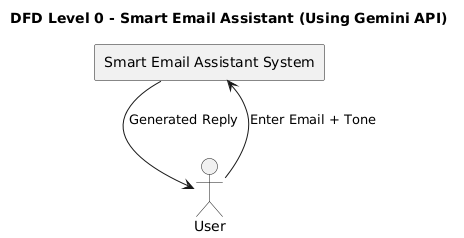 DFD Level 0 - Smart Email Assistant (Using Gemini API)
Smart Email Assistant System
Generated Reply
Enter Email + Tone
User